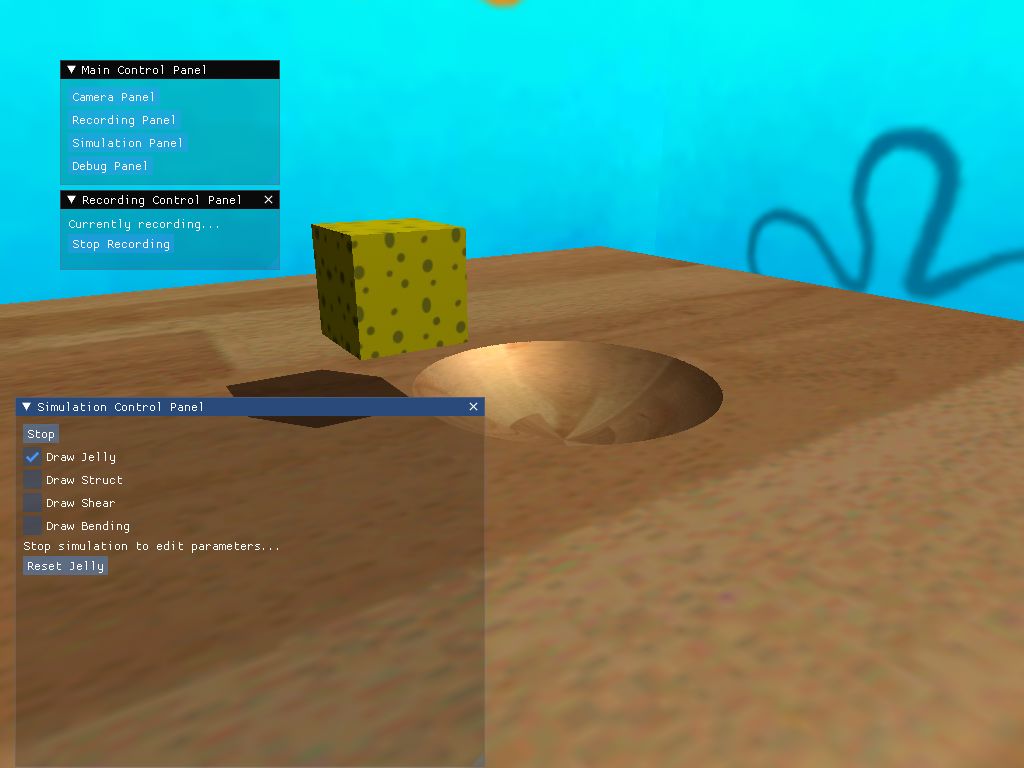 Main Control Panel
Camera Panel
Recording Panel
Simulation Panel
Debug Panel
Recording Control Panel
Currently recording...
Stop Recording
Simulation Control Panel
Stop
Draw Jelly
Draw Struct
Draw Shear
Draw Bending
Stop simulation to edit parameters...
Reset Jelly